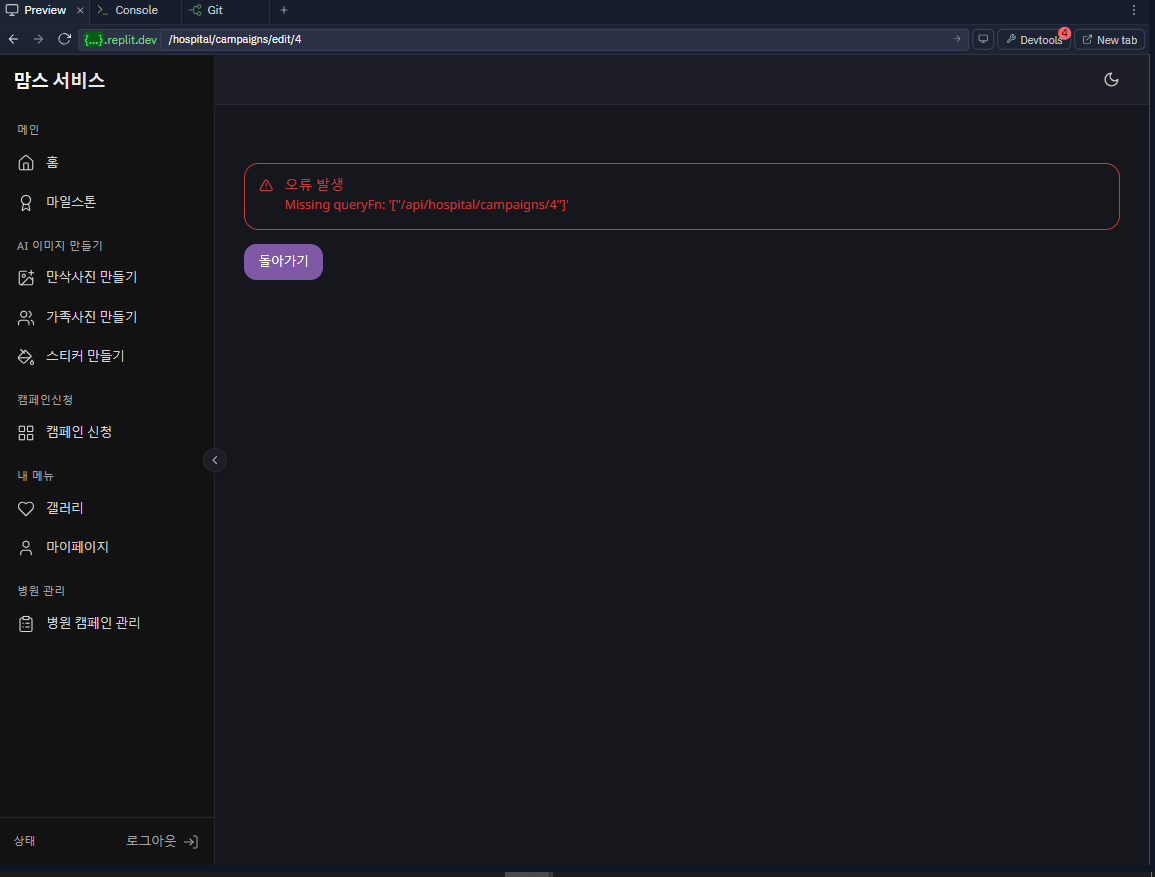 Preview
Console
Git
{...}.replit.dev
/hospital/campaigns/edit/4
Devtools
4
New tab
맘스 서비스
메인
홈
마일스톤
AI 이미지 만들기
만삭사진 만들기
가족사진 만들기
스티커 만들기
캠페인신청
캠페인 신청
내 메뉴
갤러리
마이페이지
병원 관리
병원 캠페인 관리
상태
로그아웃
오류 발생
Missing queryFn: '["/api/hospital/campaigns/4"]'
돌아가기